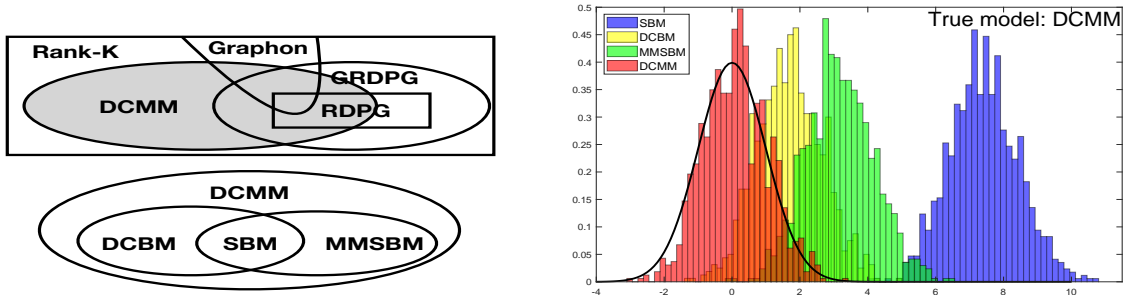 Rank-K
Graphon
GRDPG
DCMM
RDPG
DCMM
DCBM
SBM
MMSBM
True model: DCMM
SBM
DCBM
MMSBM
DCMM
0.5
0.45
0.4
0.35
0.3
0.25
0.2
0.15
0.1
0.05
0
-4
-2
0
2
4
6
8
10